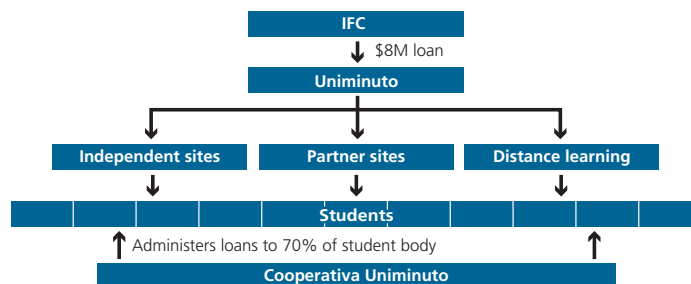 IFC
$8M loan
Uniminuto
Independent sites
Partner sites
Distance learning
Students
Administers loans to 70% of student body
Cooperativa Uniminuto